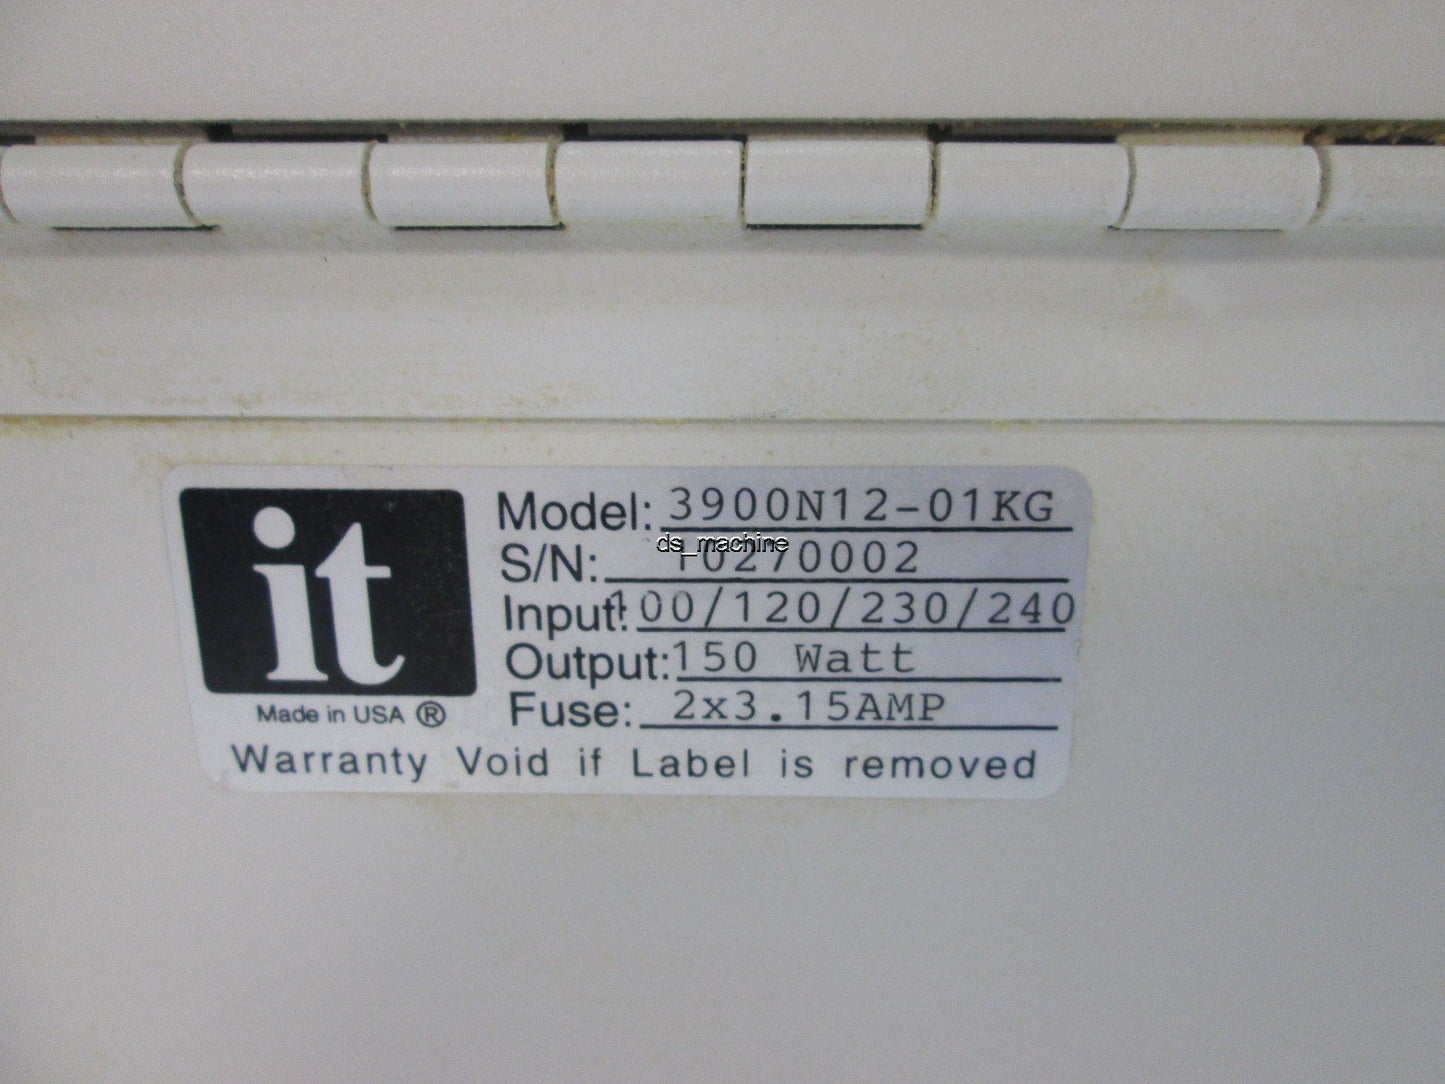 it
Made in USA ®
Model: 3900N12-01KG
ds_machine
S/N: 0270002
Input: 100/120/230/240
Output: 150 Watt
Fuse: 2x3.15AMP
Warranty Void if Label is removed